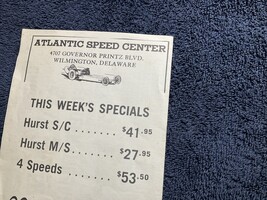 ATLANTIC SPEED CENTER
4707 GOVERNOR PRINTZ BLVD.
WILMINGTON, DELAWARE
THIS WEEK'S SPECIALS
Hurst S/C ....... $41.95
Hurst M/S ....... $27.95
4 Speeds ....... $53.50